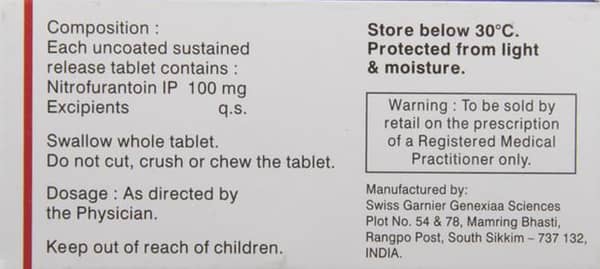 Composition :
Each uncoated sustained
release tablet contains :
Nitrofurantoin IP 100 mg
Excipients q.s.
Swallow whole tablet.
Do not cut, crush or chew the tablet.
Dosage : As directed by
the Physician.
Keep out of reach of children.
Store below 30°C.
Protected from light
& moisture.
Warning : To be sold by
retail on the prescription
of a Registered Medical
Practitioner only.
Manufactured by:
Swiss Garnier Genexiaa Sciences
Plot No. 54 & 78, Mamring Bhasti,
Rangpo Post, South Sikkim – 737 132,
INDIA.